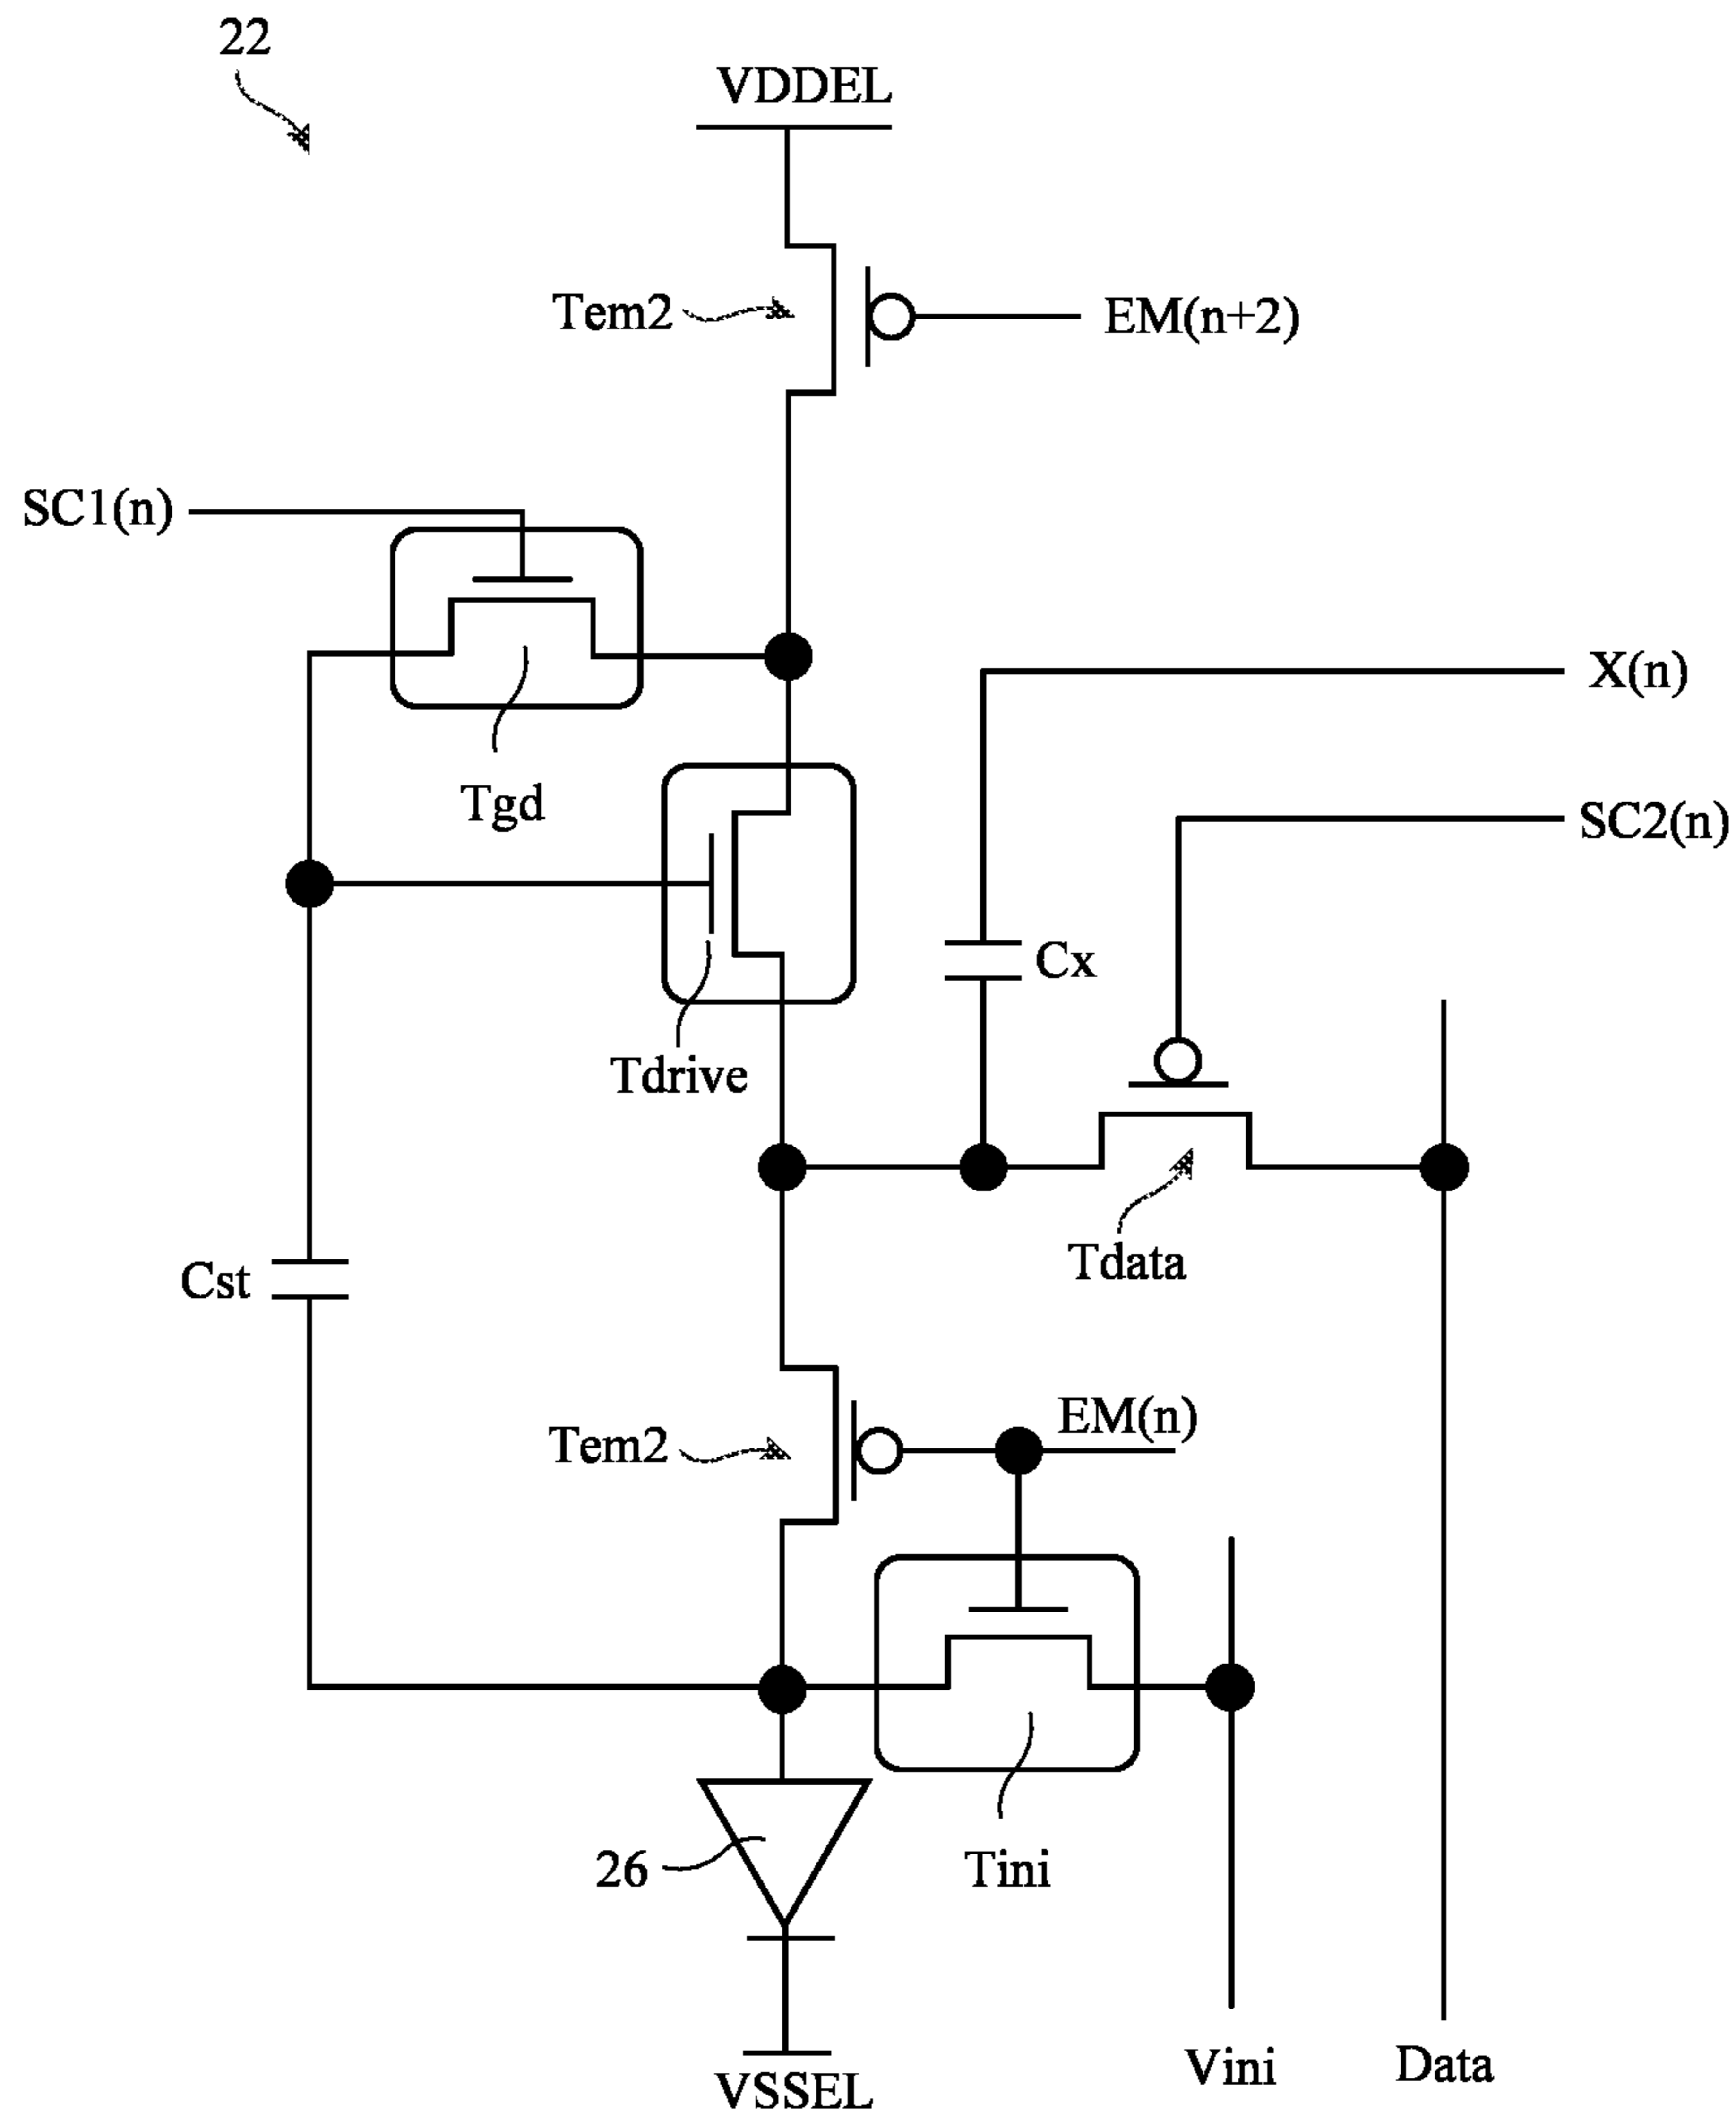 22
VDDEL
Tem2
EM(n+2)
SC1(n)
X(n)
Tgd
SC2(n)
Cx
Tdrive
Tdata
Cst
EM(n)
Tem2
26
Tini
Vini
Data
VSSEL